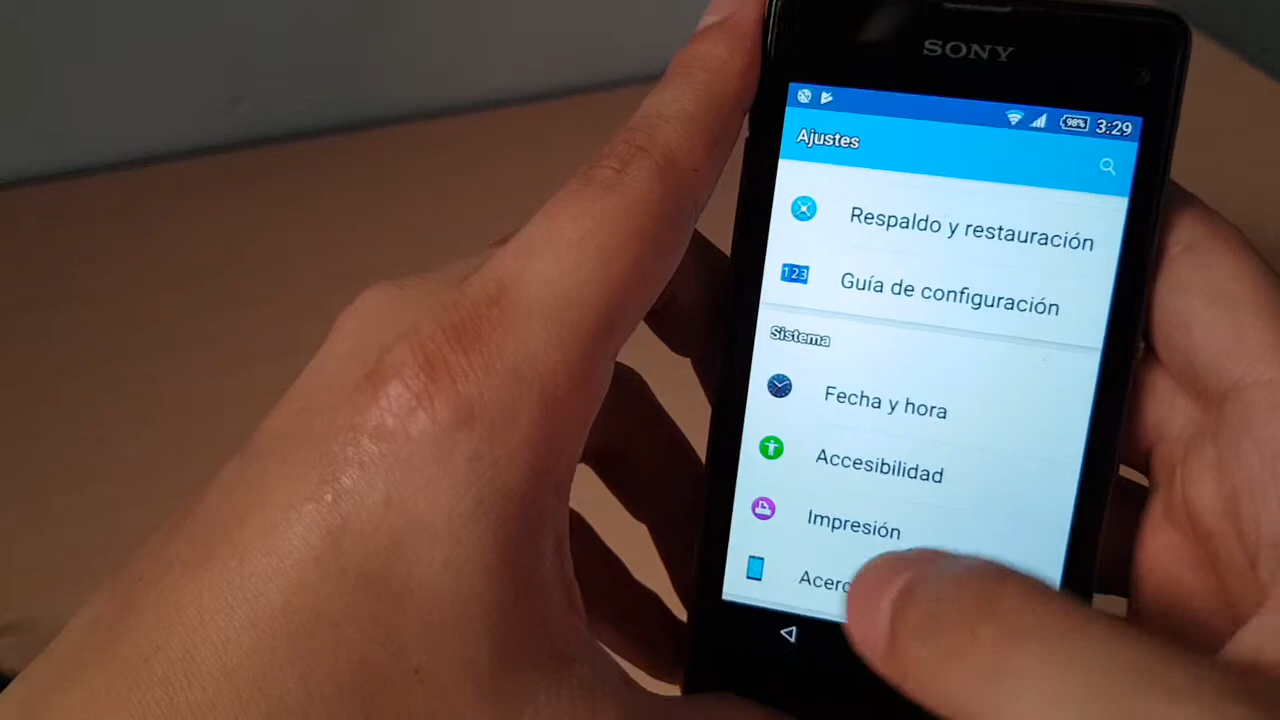 SONY
98% 3:29
Ajustes
Respaldo y restauración
123 Guía de configuración
Sistema
Fecha y hora
Accesibilidad
Impresión